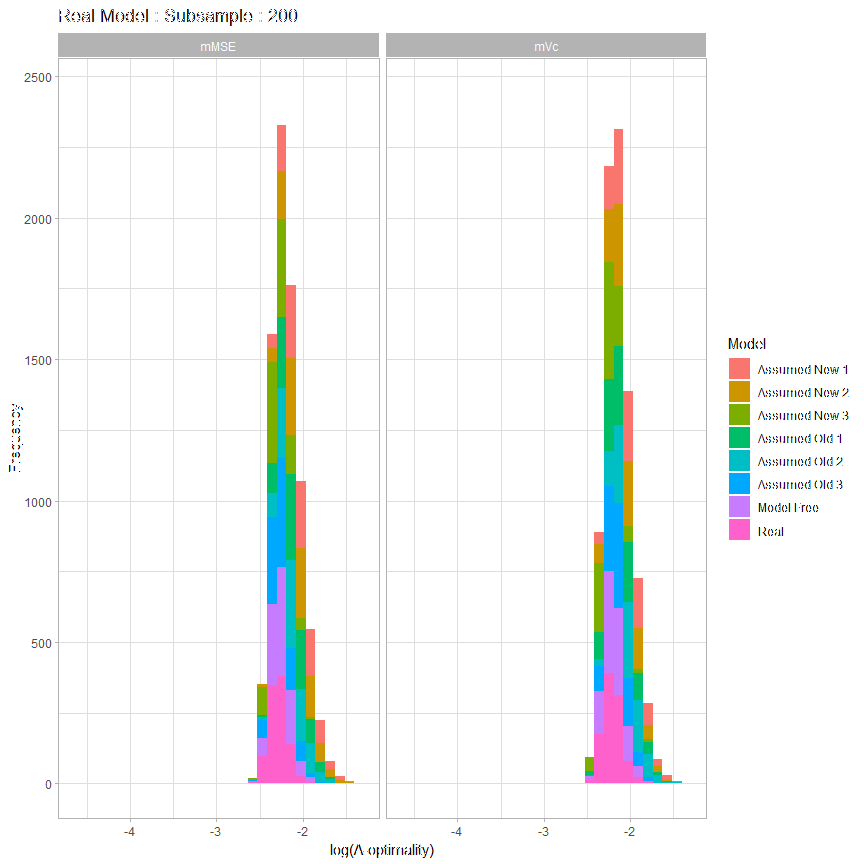 Real Model : Subsample : 200
mMSE
mVc
2500
2000
1500
1000
500
0
Frequency
-4
-3
-2
-4
-3
-2
log(A-optimality)
Model
Assumed New 1
Assumed New 2
Assumed New 3
Assumed Old 1
Assumed Old 2
Assumed Old 3
Model Free
Real